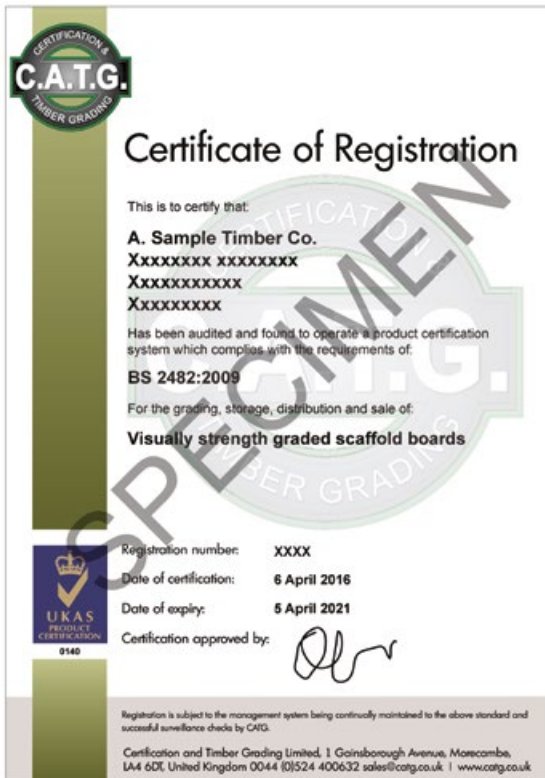 CERTIFICATION &
C.A.T.G.
TIMBER GRADING
Certificate of Registration
This is to certify that:
A. Sample Timber Co.
Xxxxxxxx xxxxxxxx
Xxxxxxxxxxx
Xxxxxxxxx
Has been audited and found to operate a product certification
system which complies with the requirements of:
BS 2482:2009
For the grading, storage, distribution and sale of:
Visually strength graded scaffold boards
SPECIMEN
CERTIFICATION &
C.A.T.G.
TIMBER GRADING
Registration number: XXXX
Date of certification: 6 April 2016
Date of expiry: 5 April 2021
Certification approved by:
UKAS
PRODUCT
CERTIFICATION
0140
Registration is subject to the management system being continually maintained to the above standard and
successful surveillance checks by CATG.
Certification and Timber Grading Limited, 1 Gainsborough Avenue, Morecambe,
LA4 6DT, United Kingdom 0044 (0)524 400632 sales@catg.co.uk | www.catg.co.uk